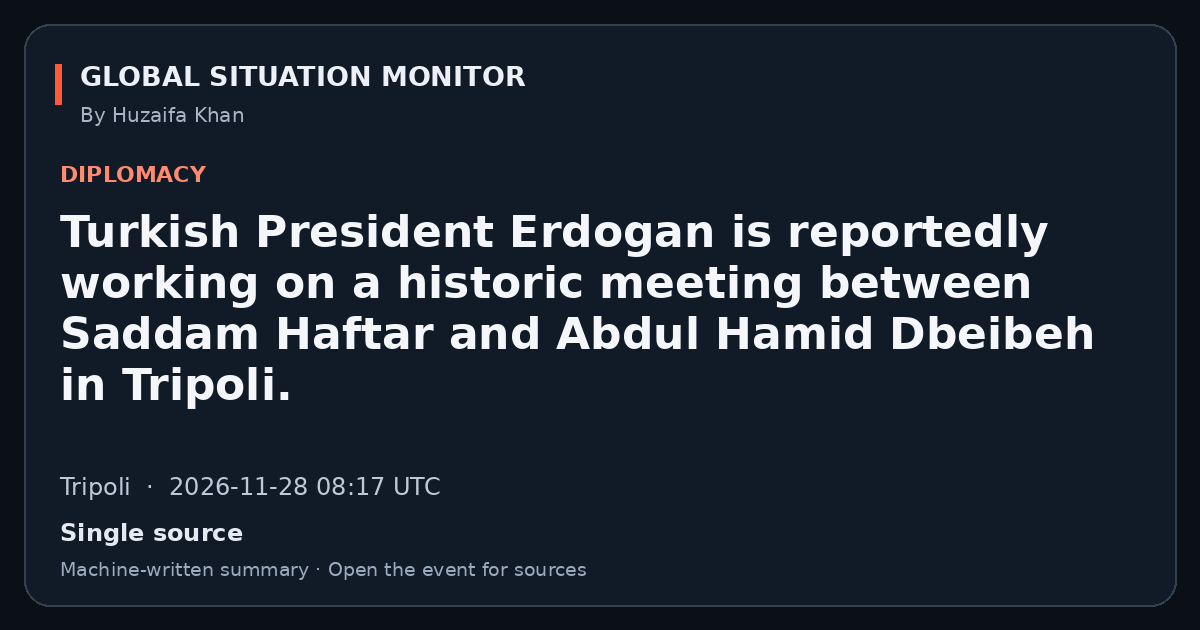 GLOBAL SITUATION MONITOR
By Huzaifa Khan
DIPLOMACY
Turkish President Erdogan is reportedly
working on a historic meeting between
Saddam Haftar and Abdul Hamid Dbeibeh
in Tripoli.
Tripoli · 2026-11-28 08:17 UTC
Single source
Machine-written summary · Open the event for sources